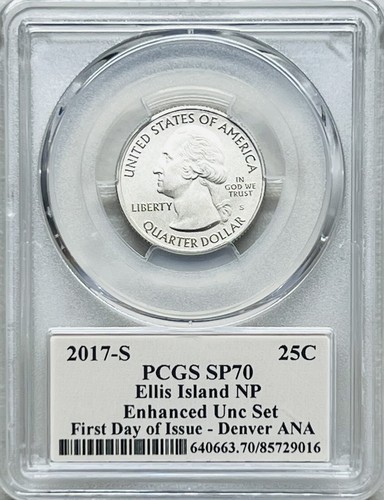 UNITED STATES OF AMERICA
IN
GOD WE
TRUST
LIBERTY
S
QUARTER DOLLAR
2017-S 25C
PCGS SP70
Ellis Island NP
Enhanced Unc Set
First Day of Issue - Denver ANA
640663.70/85729016